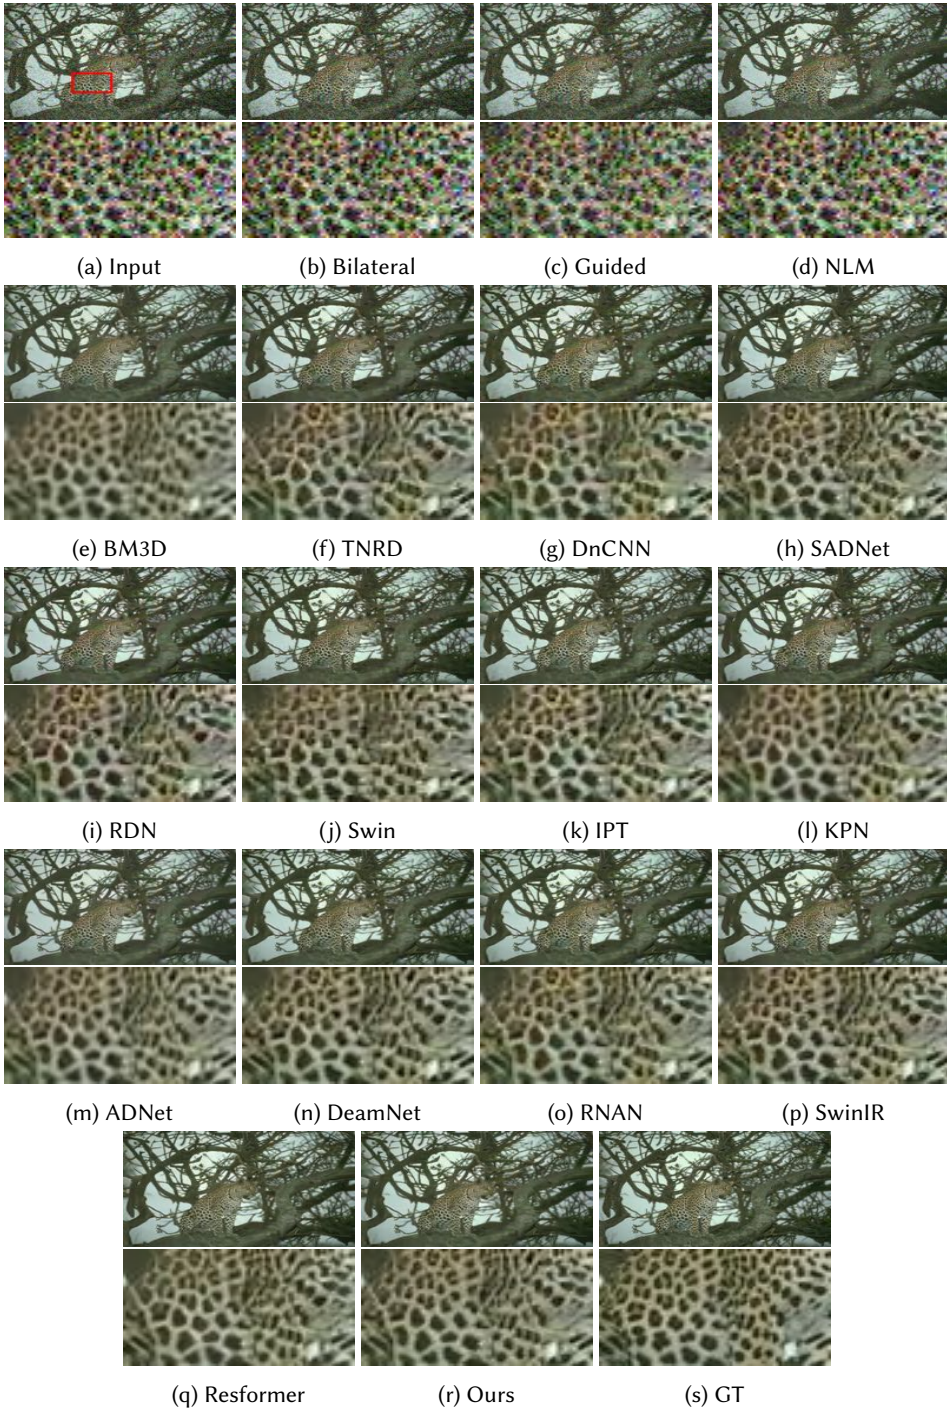 (a) Input (b) Bilateral (c) Guided (d) NLM
(e) BM3D (f) TNRD (g) DnCNN (h) SADNet
(i) RDN (j) Swin (k) IPT (l) KPN
(m) ADNet (n) DeamNet (o) RNAN (p) SwinIR
(q) Resformer (r) Ours (s) GT